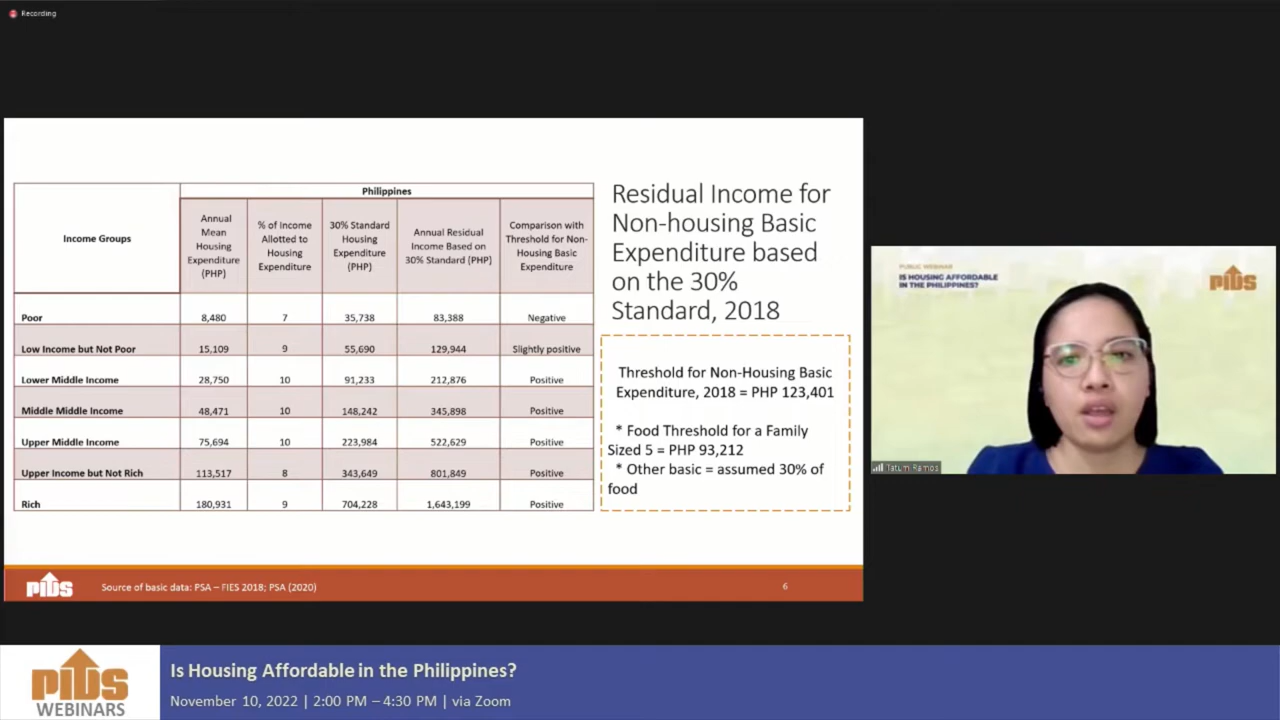 Recording
Philippines
Income Groups
Annual
Mean
Housing
Expenditure
(PHP)
% of Income
Allotted to
Housing
Expenditure
30% Standard
Housing
Expenditure
(PHP)
Annual Residual
Income Based on
30% Standard (PHP)
Comparison with
Threshold for Non-
Housing Basic
Expenditure
Poor 8,480 7 35,738 83,388 Negative
Low Income but Not Poor 15,109 9 55,690 129,944 Slightly positive
Lower Middle Income 28,750 10 91,233 212,876 Positive
Middle Middle Income 48,471 10 148,242 345,898 Positive
Upper Middle Income 75,694 10 223,984 522,629 Positive
Upper Income but Not Rich 113,517 8 343,649 801,849 Positive
Rich 180,931 9 704,228 1,643,199 Positive
Residual Income for
Non-housing Basic
Expenditure based
on the 30%
Standard, 2018
Threshold for Non-Housing Basic
Expenditure, 2018 = PHP 123,401
* Food Threshold for a Family
Sized 5 = PHP 93,212
* Other basic = assumed 30% of
food
PIDS
Source of basic data: PSA – FIES 2018; PSA (2020)
6
PUBLIC WEBINAR
IS HOUSING AFFORDABLE
IN THE PHILIPPINES?
PIDS
Tatum Ramos
PIDS
WEBINARS
Is Housing Affordable in the Philippines?
November 10, 2022 | 2:00 PM – 4:30 PM | via Zoom